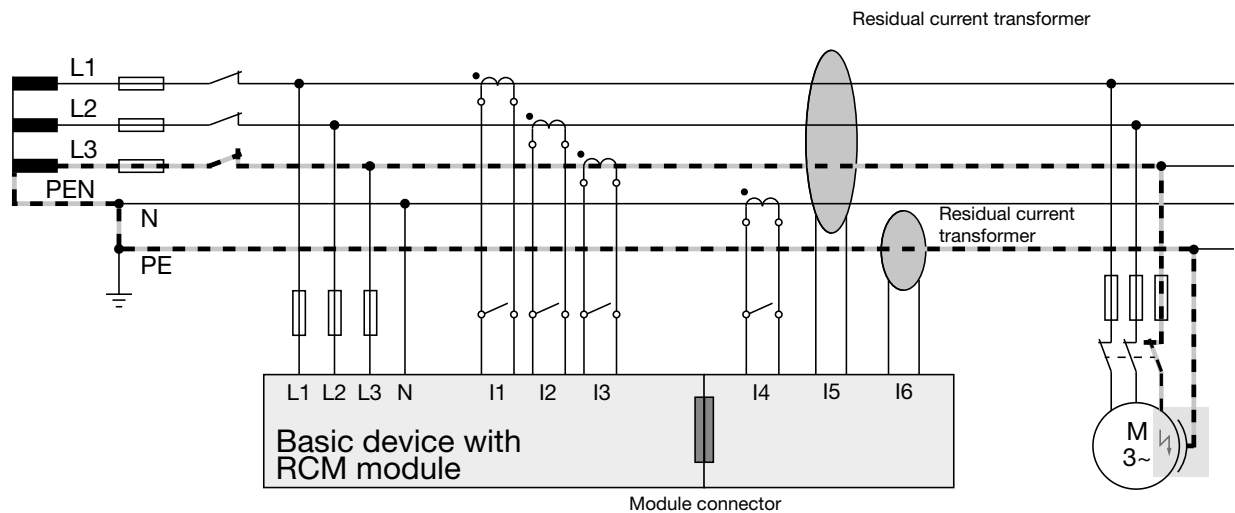 Residual current transformer
L1
L2
L3
PEN
N
PE
Residual current
transformer
L1 L2 L3 N I1 I2 I3 I4 I5 I6
Basic device with
RCM module
M
3~
Module connector